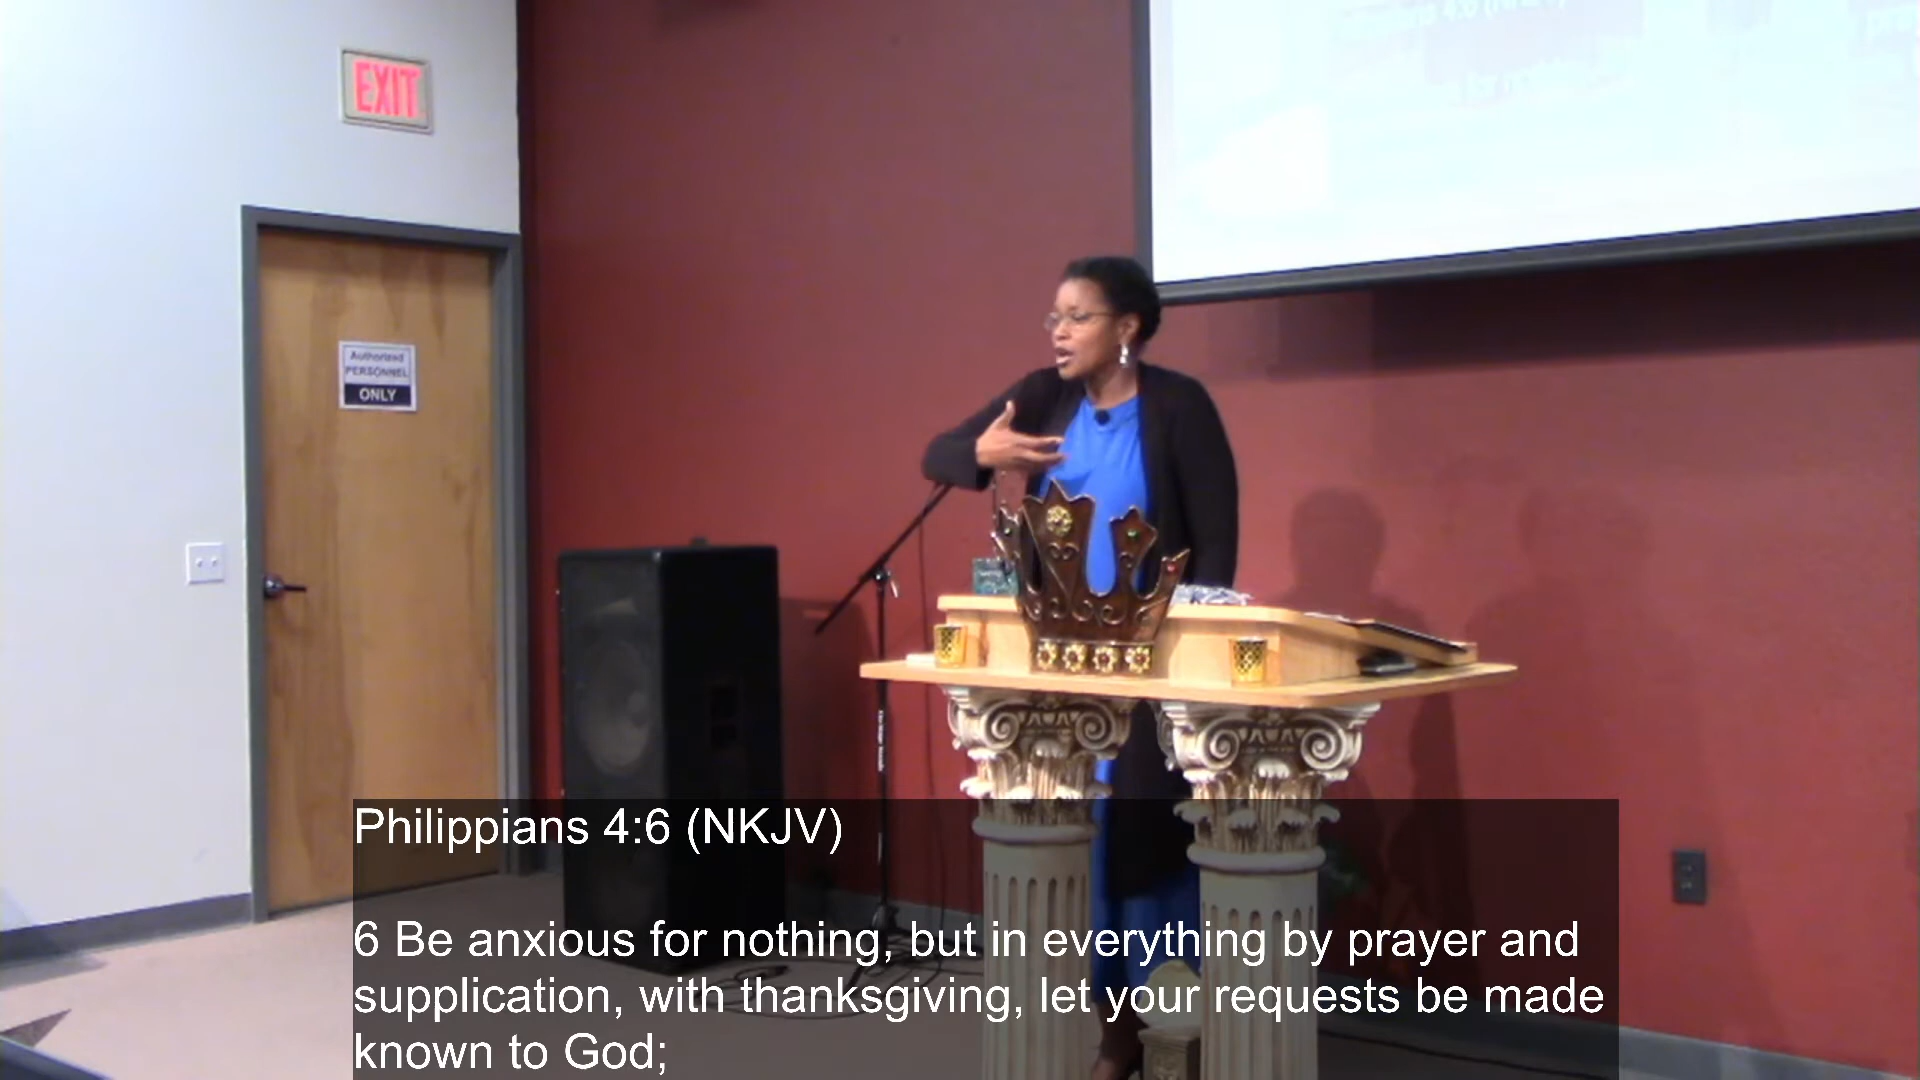 EXIT
Authorized
PERSONNEL
ONLY
Philippians 4:6 (NKJV)
6 Be anxious for nothing, but in everything by prayer and
supplication, with thanksgiving, let your requests be made
known to God;